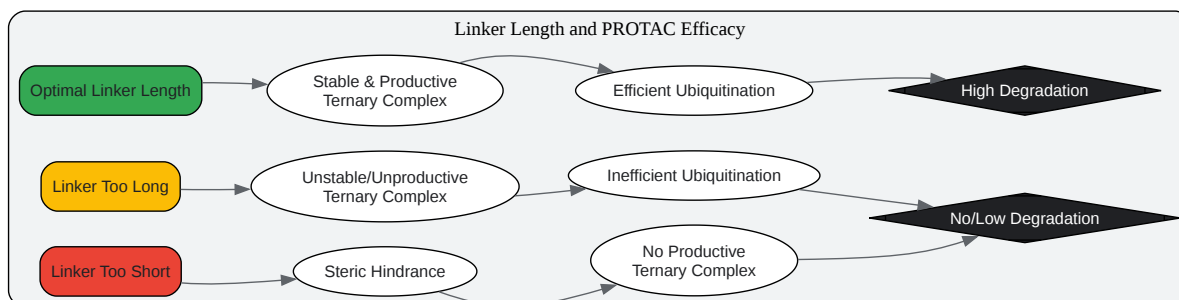 Linker Length and PROTAC Efficacy
Optimal Linker Length
Stable & Productive
Ternary Complex
Efficient Ubiquitination
High Degradation
Linker Too Long
Unstable/Unproductive
Ternary Complex
Inefficient Ubiquitination
No/Low Degradation
Linker Too Short
Steric Hindrance
No Productive
Ternary Complex